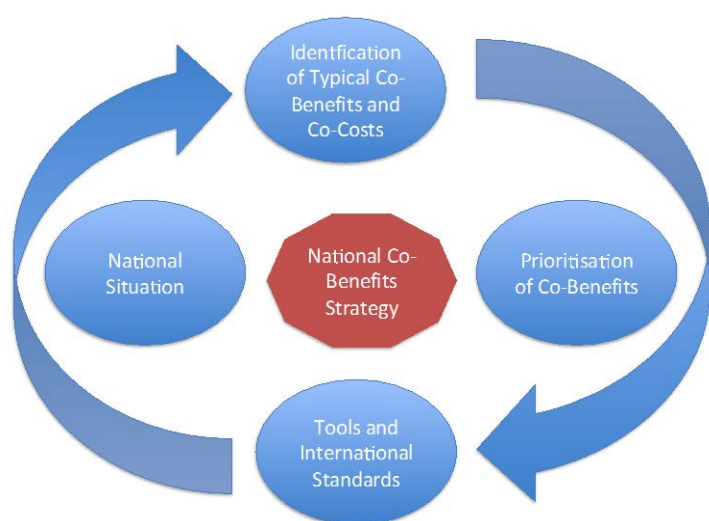 Identfication
of Typical Co-
Benefits and
Co-Costs
National
Situation
National Co-
Benefits
Strategy
Prioritisation
of Co-Benefits
Tools and
International
Standards